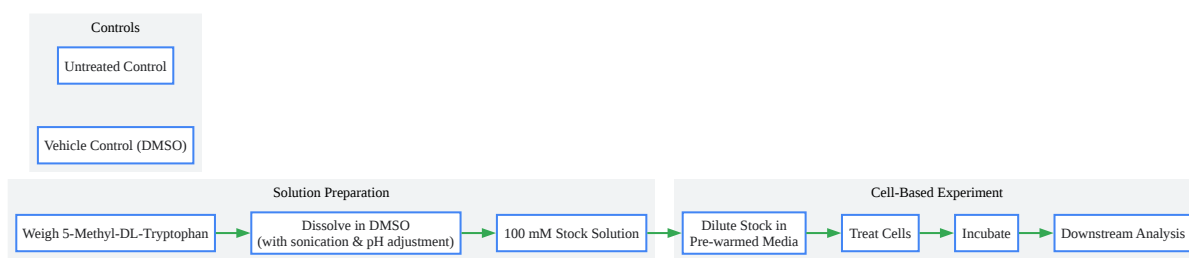 Controls
Untreated Control
Vehicle Control (DMSO)
Solution Preparation
Weigh 5-Methyl-DL-Tryptophan
Dissolve in DMSO
(with sonication & pH adjustment)
100 mM Stock Solution
Cell-Based Experiment
Dilute Stock in
Pre-warmed Media
Treat Cells
Incubate
Downstream Analysis